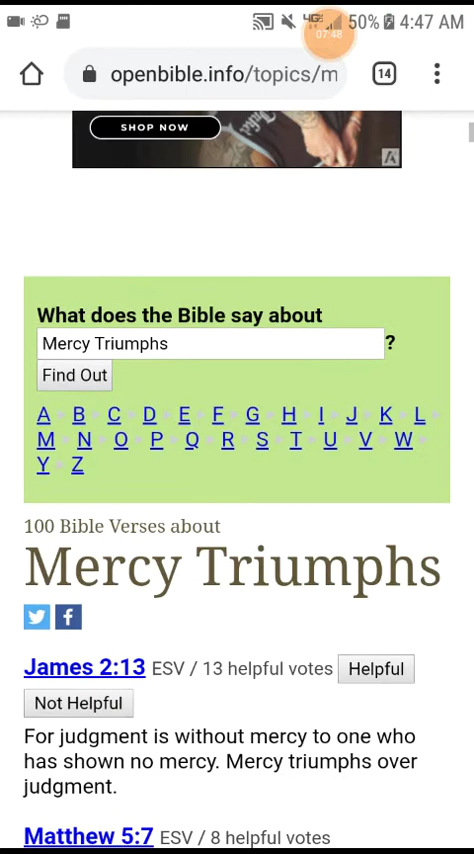 4GE 50% 4:47 AM
07:48
openbible.info/topics/m 14
SHOP NOW
What does the Bible say about
Mercy Triumphs ?
Find Out
A B C D E F G H I J K L
M N O P Q R S T U V W
Y Z
100 Bible Verses about
Mercy Triumphs
James 2:13 ESV / 13 helpful votes Helpful
Not Helpful
For judgment is without mercy to one who
has shown no mercy. Mercy triumphs over
judgment.
Matthew 5:7 ESV / 8 helpful votes